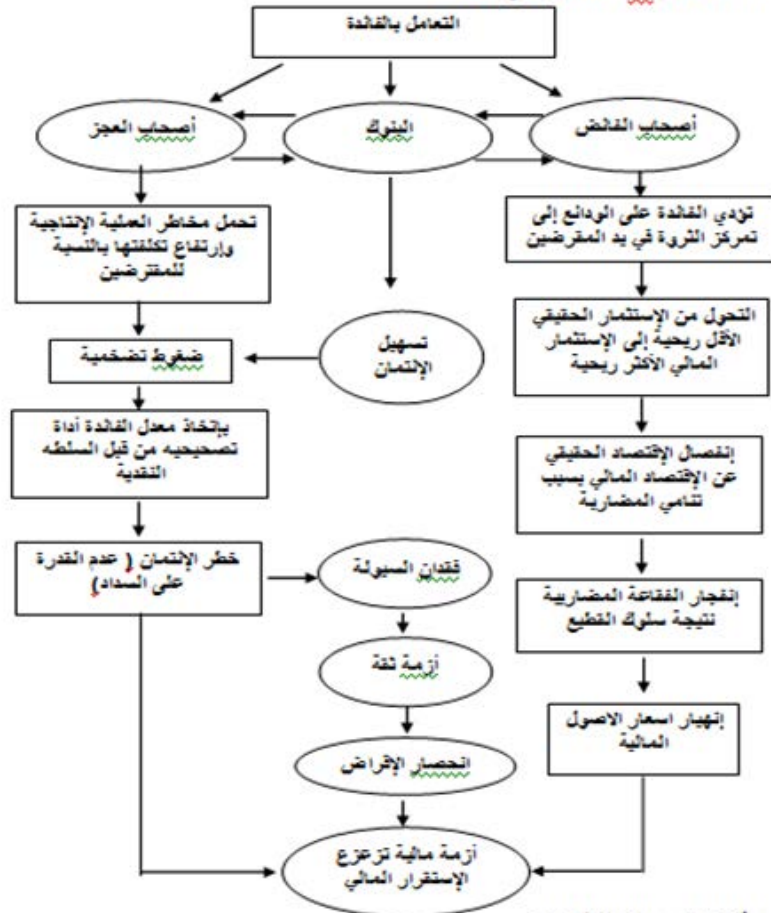 التعامل بالفائدة
أصحاب الفائض
البنوك
أصحاب العجز
تؤدي الفائدة على الودائع إلى
تمركز الثروة في يد المقرضين
التحول من الإستثمار الحقيقي
الأقل ربحية إلى الإستثمار
المالي الأكثر ربحية
إنفصال الإقتصاد الحقيقي
عن الإقتصاد المالي بسبب
تنامي المضاربة
إنفجار الفقاعة المضاربية
نتيجة سلوك القطيع
إنهيار اسعار الاصول
المالية
تسهيل
الإئتمان
تحمل مخاطر العملية الإنتاجية
وإرتفاع تكلفتها بالنسبة
للمقترضين
ضغوط تضخمية
بإتخاذ معدل الفائدة أداة
تصحيحيه من قبل السلطه
النقدية
خطر الإئتمان ( عدم القدرة
على السداد)
فقدان السيولة
أزمة ثقة
انحصار الإقراض
أزمة مالية تزعزع
الإستقرار المالي